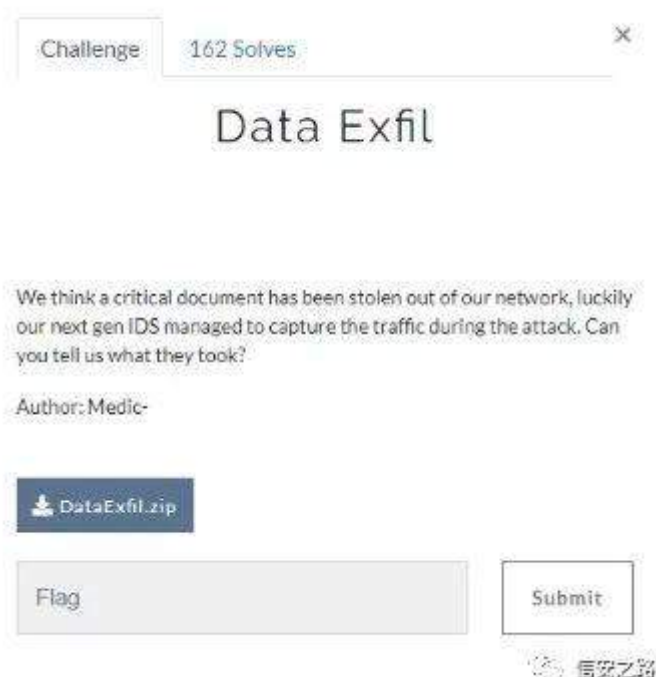 Challenge
162 Solves
×
Data Exfil
We think a critical document has been stolen out of our network, luckily
our next gen IDS managed to capture the traffic during the attack. Can
you tell us what they took?
Author: Medic-
DataExfil.zip
Flag
Submit
信安之路